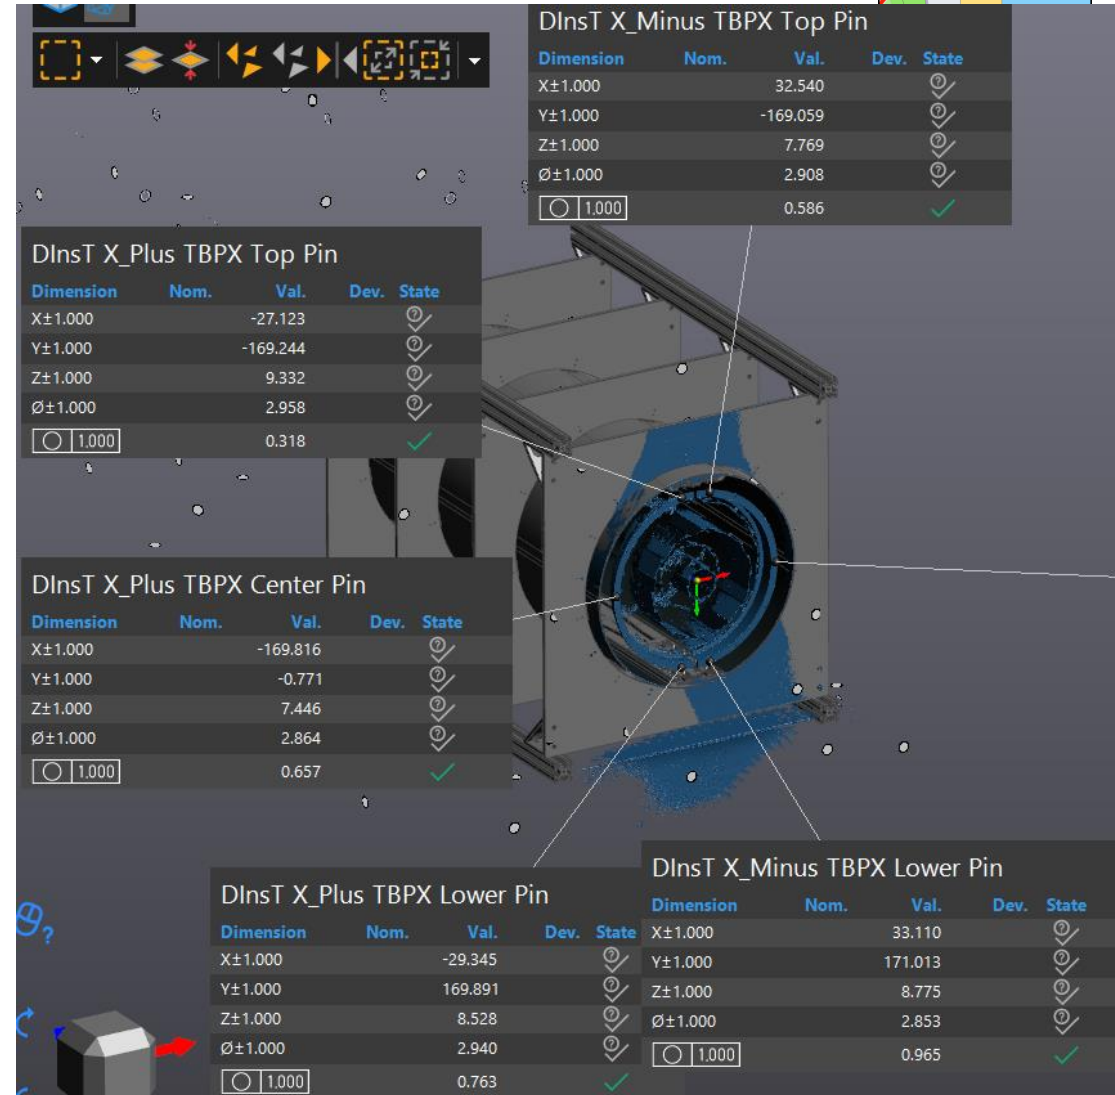 DInsT X_Minus TBPX Top Pin
Dimension Nom. Val. Dev. State
X±1.000 32.540
Y±1.000 -169.059
Z±1.000 7.769
Ø±1.000 2.908
1.000 0.586
DInsT X_Plus TBPX Top Pin
Dimension Nom. Val. Dev. State
X±1.000 -27.123
Y±1.000 -169.244
Z±1.000 9.332
Ø±1.000 2.958
1.000 0.318
DInsT X_Plus TBPX Center Pin
Dimension Nom. Val. Dev. State
X±1.000 -169.816
Y±1.000 -0.771
Z±1.000 7.446
Ø±1.000 2.864
1.000 0.657
DInsT X_Plus TBPX Lower Pin
Dimension Nom. Val. Dev. State
X±1.000 -29.345
Y±1.000 169.891
Z±1.000 8.528
Ø±1.000 2.940
1.000 0.763
DInsT X_Minus TBPX Lower Pin
Dimension Nom. Val. Dev. State
X±1.000 33.110
Y±1.000 171.013
Z±1.000 8.775
Ø±1.000 2.853
1.000 0.965